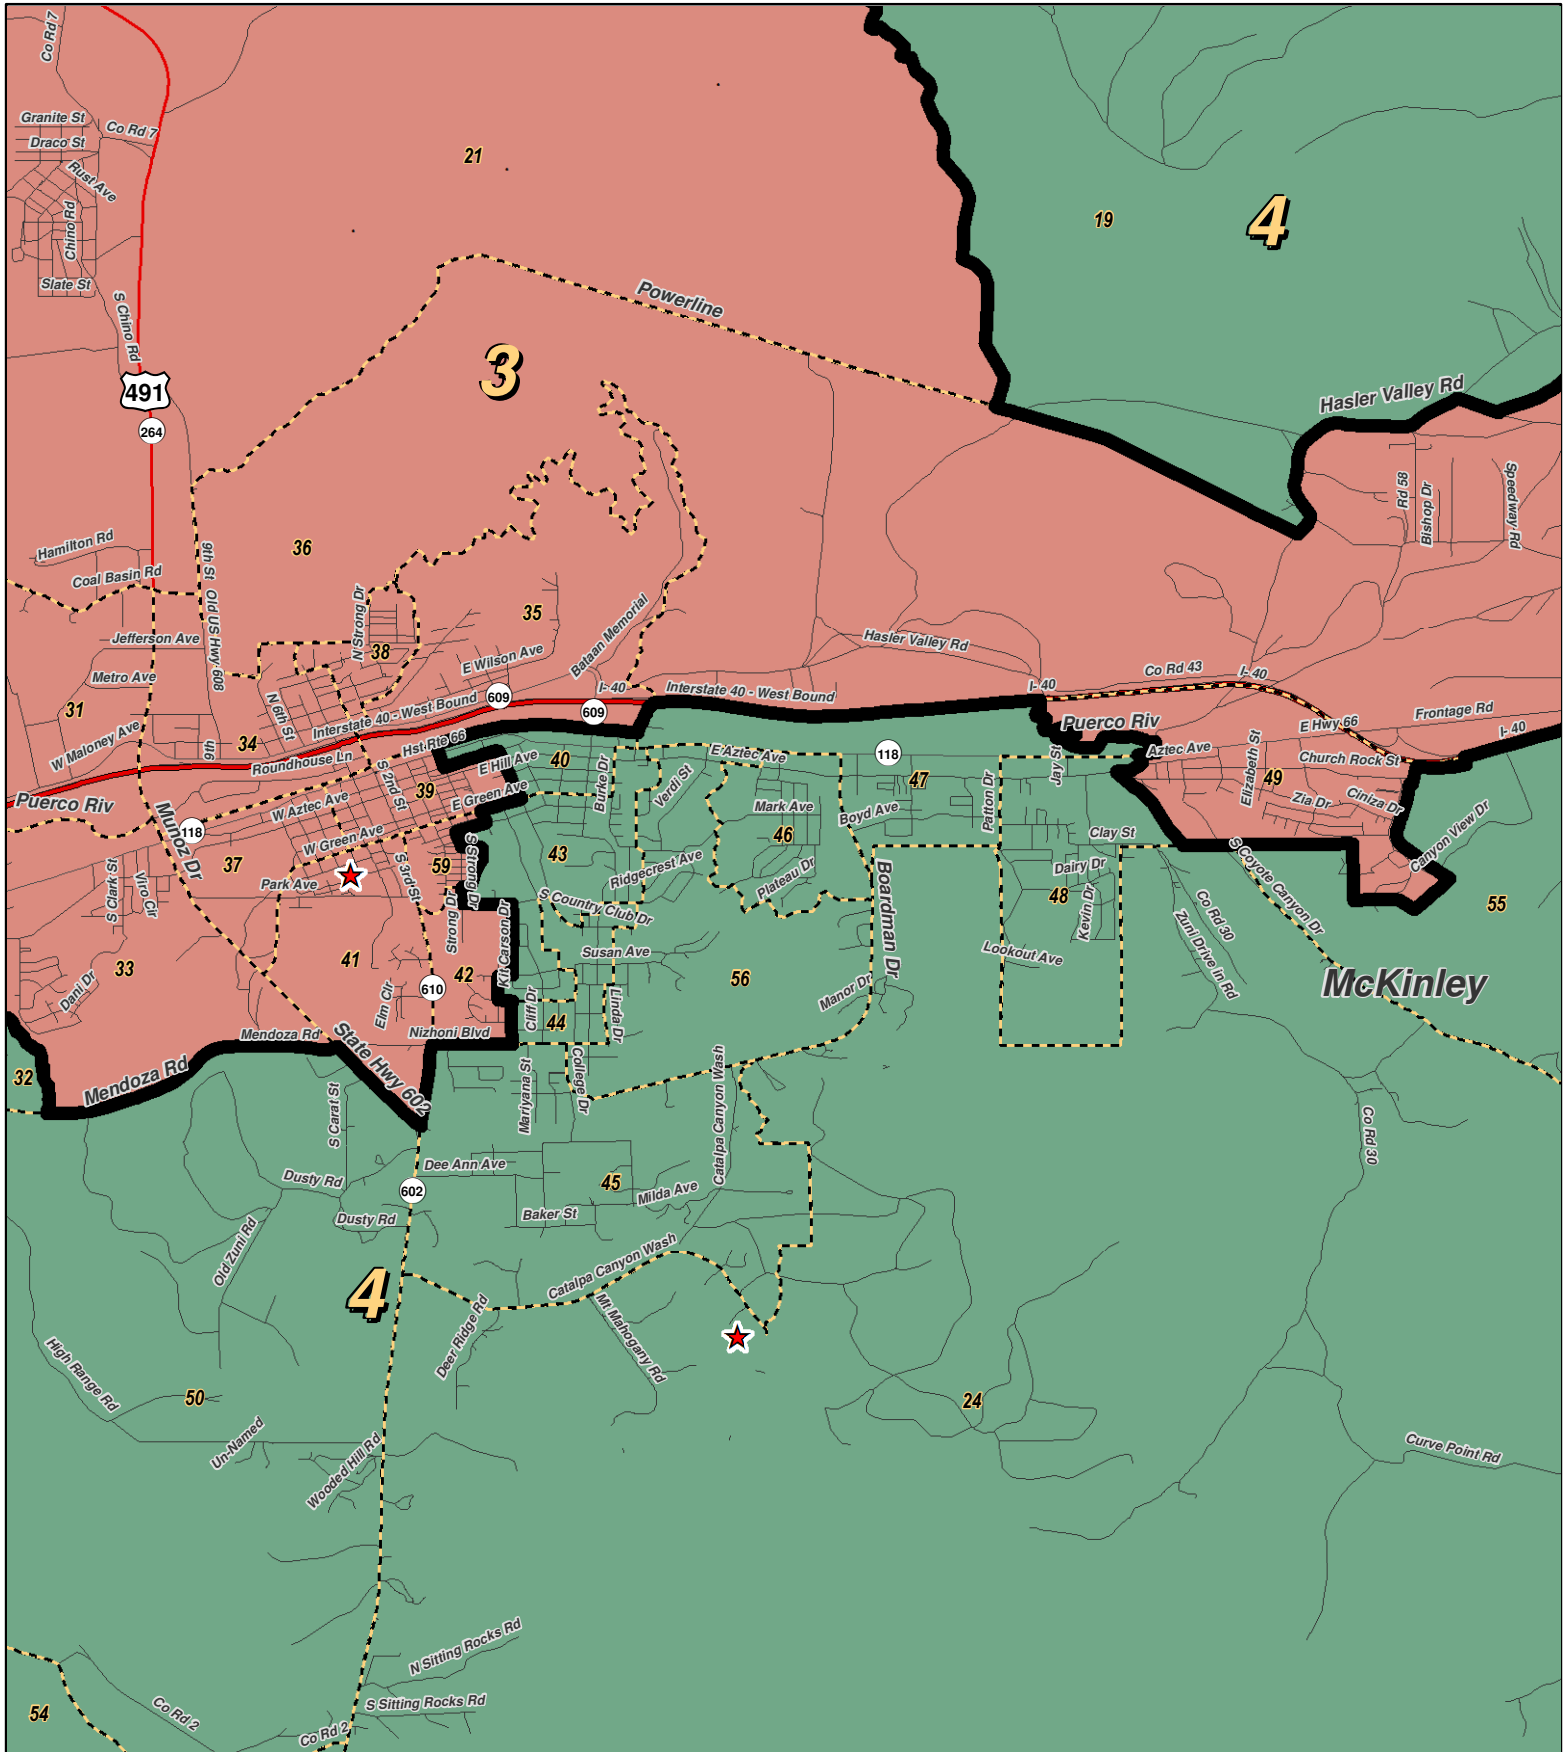 Co Rd 7
Granite St
Co Rd 7
Draco St
Rust Ave
Chino Rd
Slate St
S Chino Rd
21
19
4
Powerline
3
491
264
Hasler Valley Rd
Rd 58
Bishop Dr
Speedway Rd
Hamilton Rd
Coal Basin Rd
36
9th St
Old US Hwy 608
N Strong Dr
35
Jefferson Ave
38
E Wilson Ave
Bataan Memorial
Hasler Valley Rd
Metro Ave
Co Rd 43
I- 40
I- 40
Interstate 40 - West Bound
I- 40
609
31
N 6th St
Interstate 40 - West Bound
609
Puerco Riv
E Hwy 66
Frontage Rd
W Maloney Ave
9th
34
Hst Rte 66
Roundhouse Ln
E Hill Ave
40
E Aztec Ave
118
Jay St
Aztec Ave
Elizabeth St
Church Rock St
I- 40
Puerco Riv
S 2nd St
39
E Green Ave
Burke Dr
Verdi St
47
Patton Dr
49
Zia Dr
Ciniza Dr
W Aztec Ave
Mark Ave
Boyd Ave
Munoz Dr
118
W Green Ave
46
Clay St
Canyon View Dr
37
Park Ave
S 3rd St
59
S Strong Dr
43
Ridgecrest Ave
Plateau Dr
Dairy Dr
S Coyote Canyon Dr
S Clark St
Viro Cir
Strong Dr
S Country Club Dr
Boardman Dr
48
Kevin Dr
Co Rd 30
55
Zuni Drive In Rd
33
Dani Dr
41
42
Kit Carson Dr
Susan Ave
56
Lookout Ave
McKinley
610
Elm Cir
Cliff Dr
Linda Dr
Manor Dr
44
Mendoza Rd
Nizhoni Blvd
State Hwy 602
32
Mendoza Rd
Mariyana St
College Dr
Catalpa Canyon Wash
S Carat St
Co Rd 30
Dee Ann Ave
Dusty Rd
602
45
Milda Ave
Dusty Rd
Baker St
Old Zuni Rd
Catalpa Canyon Wash
4
Deer Ridge Rd
Mt Mahogany Rd
High Range Rd
50
24
Un-Named
Wooded Hill Rd
Curve Point Rd
N Sitting Rocks Rd
S Sitting Rocks Rd
54
Co Rd 2
Co Rd 2